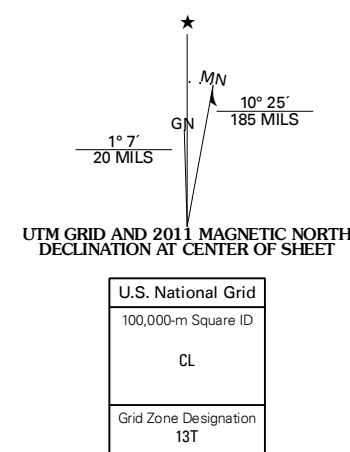 ★
MN
GN
10° 25´
185 MILS
1° 7´
20 MILS
UTM GRID AND 2011 MAGNETIC NORTH
DECLINATION AT CENTER OF SHEET
U.S. National Grid
100,000-m Square ID
CL
Grid Zone Designation
13T